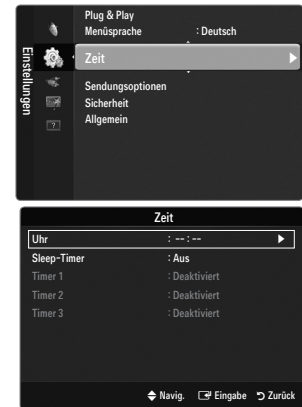 Plug & Play
Menüsprache : Deutsch
Zeit
Sendungsoptionen
Sicherheit
Allgemein
Einstellungen
Zeit
Uhr : -- : --
Sleep-Timer : Aus
Timer 1 : Deaktiviert
Timer 2 : Deaktiviert
Timer 3 : Deaktiviert
Navig. Eingabe Zurück